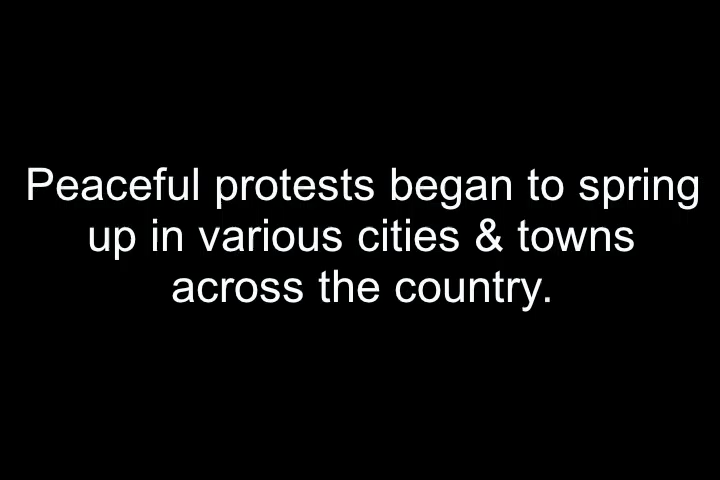 Peaceful protests began to spring
up in various cities & towns
across the country.